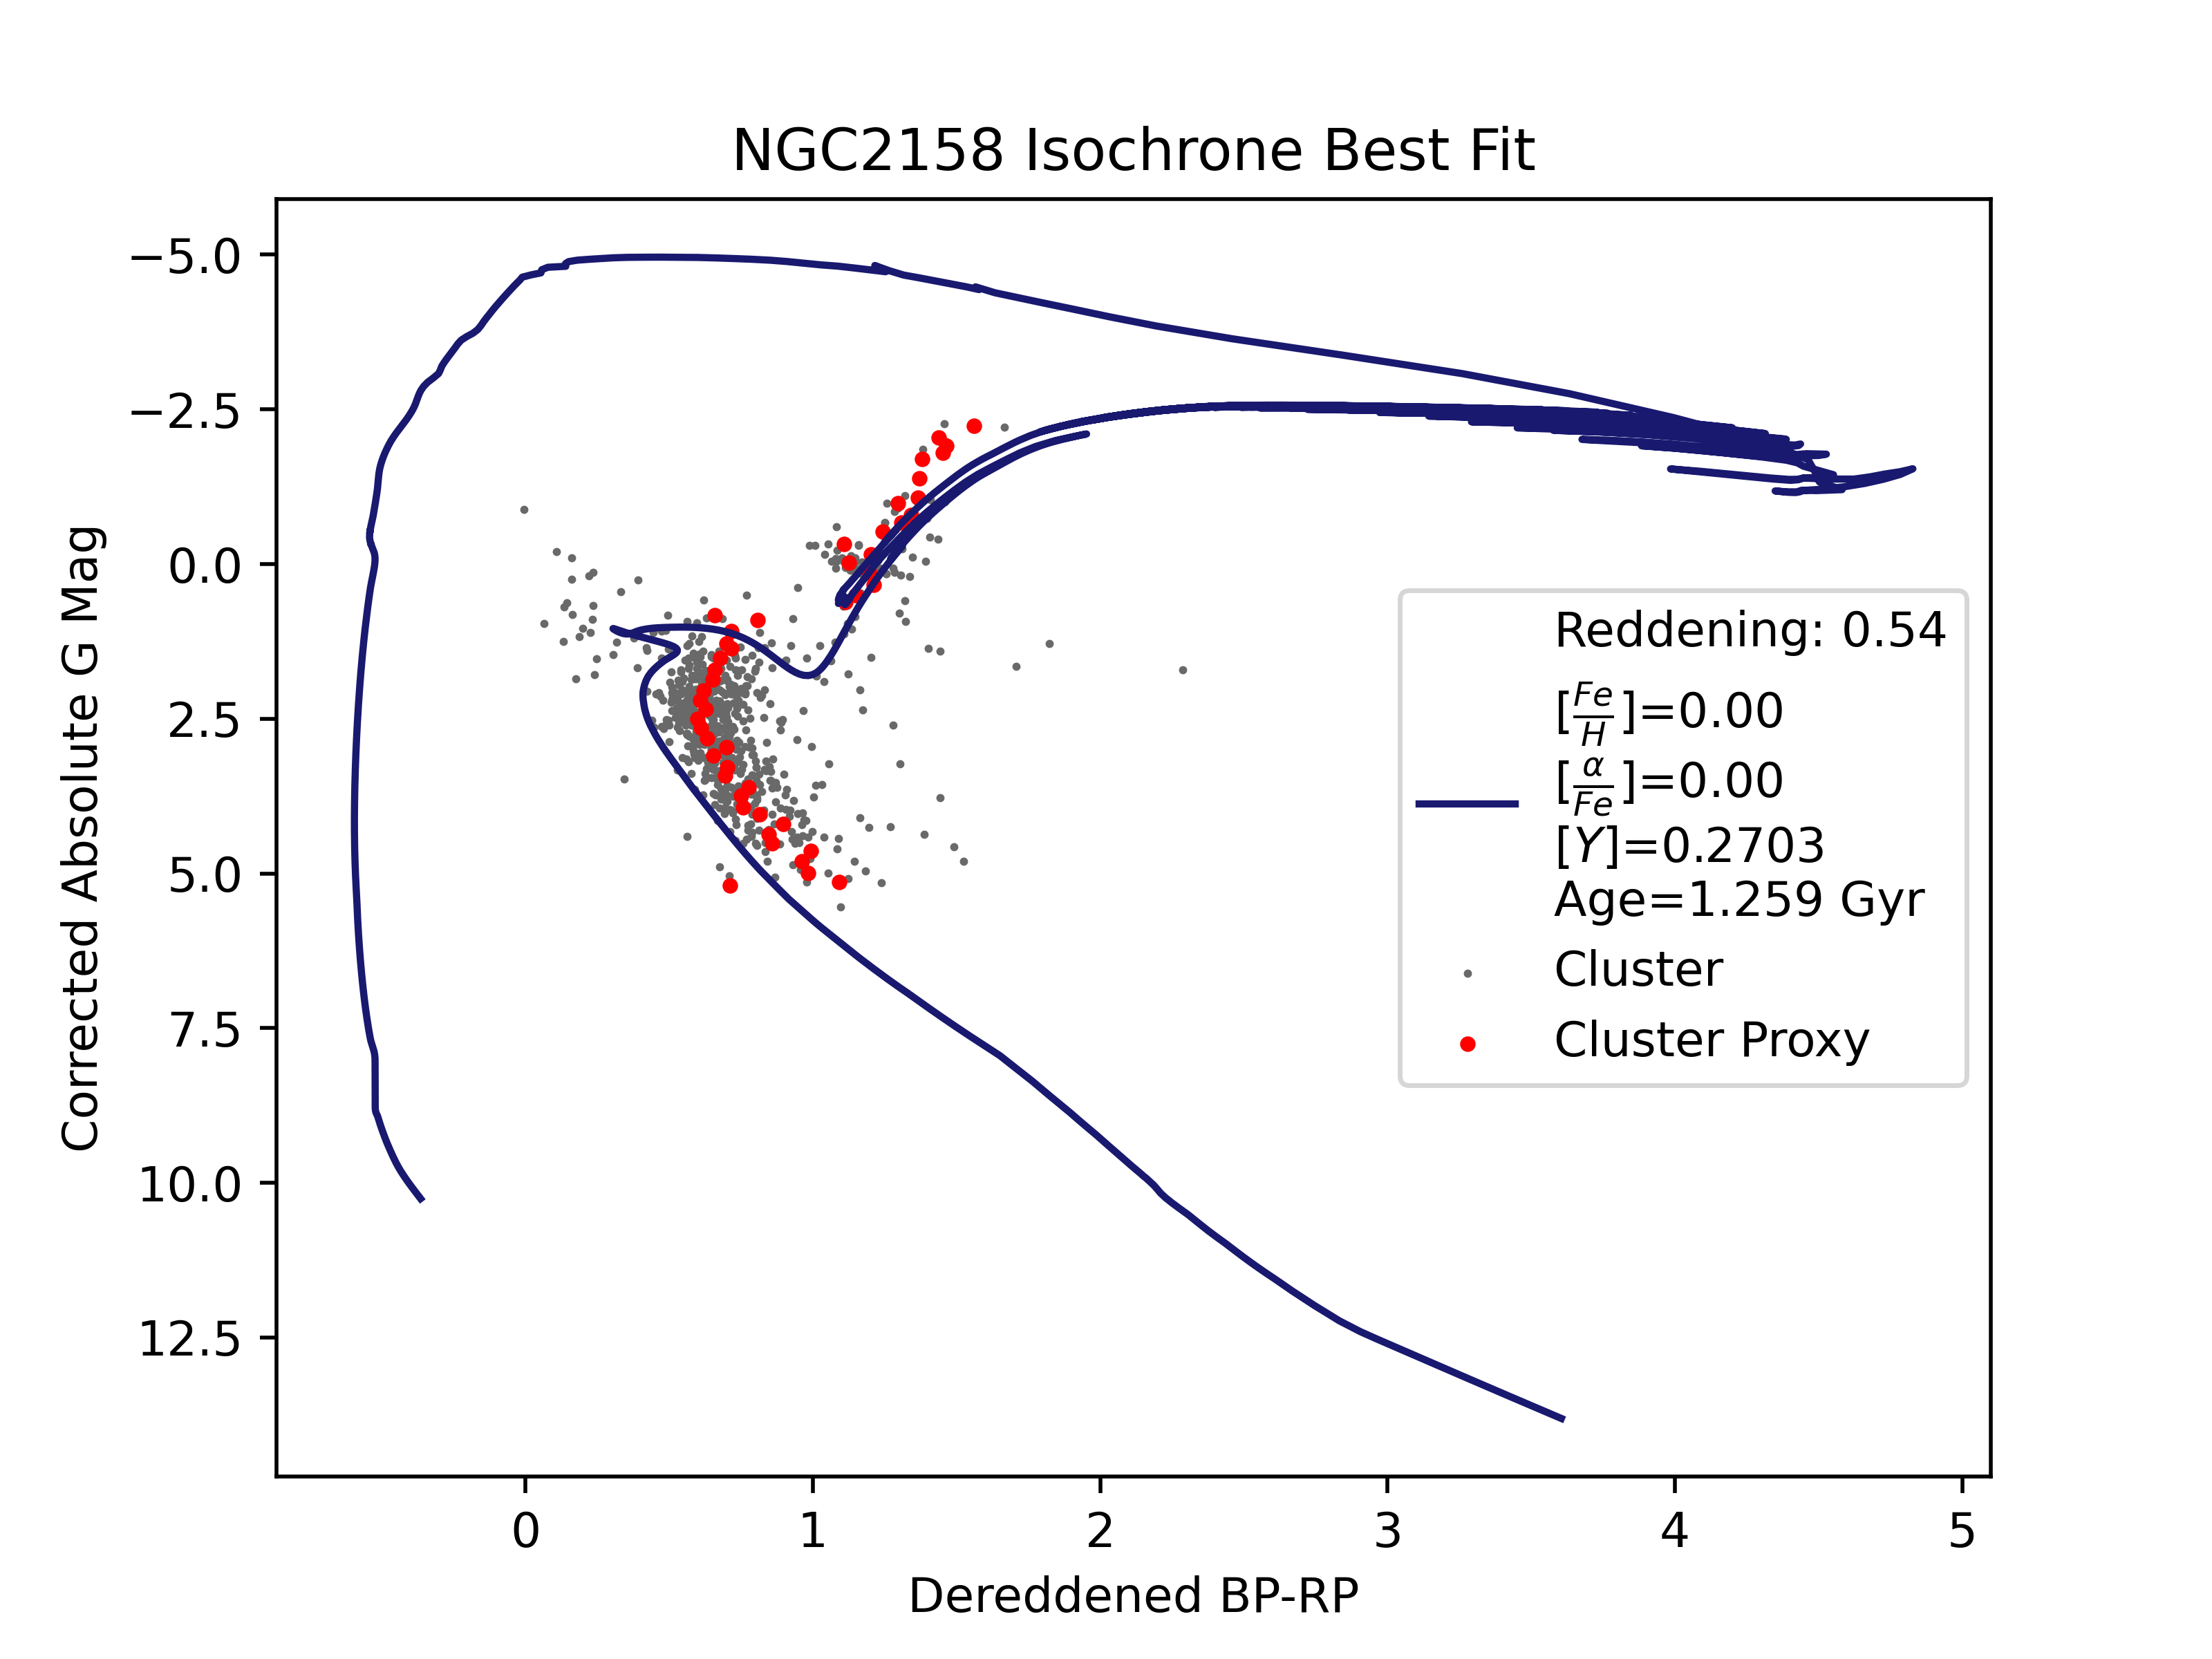 NGC2158 Isochrone Best Fit
Corrected Absolute G Mag
−5.0
−2.5
0.0
2.5
5.0
7.5
10.0
12.5
0 1 2 3 4 5
Dereddened BP-RP
Reddening: 0.54
[Fe/H]=0.00
[α/Fe]=0.00
[Y]=0.2703
Age=1.259 Gyr
Cluster
Cluster Proxy